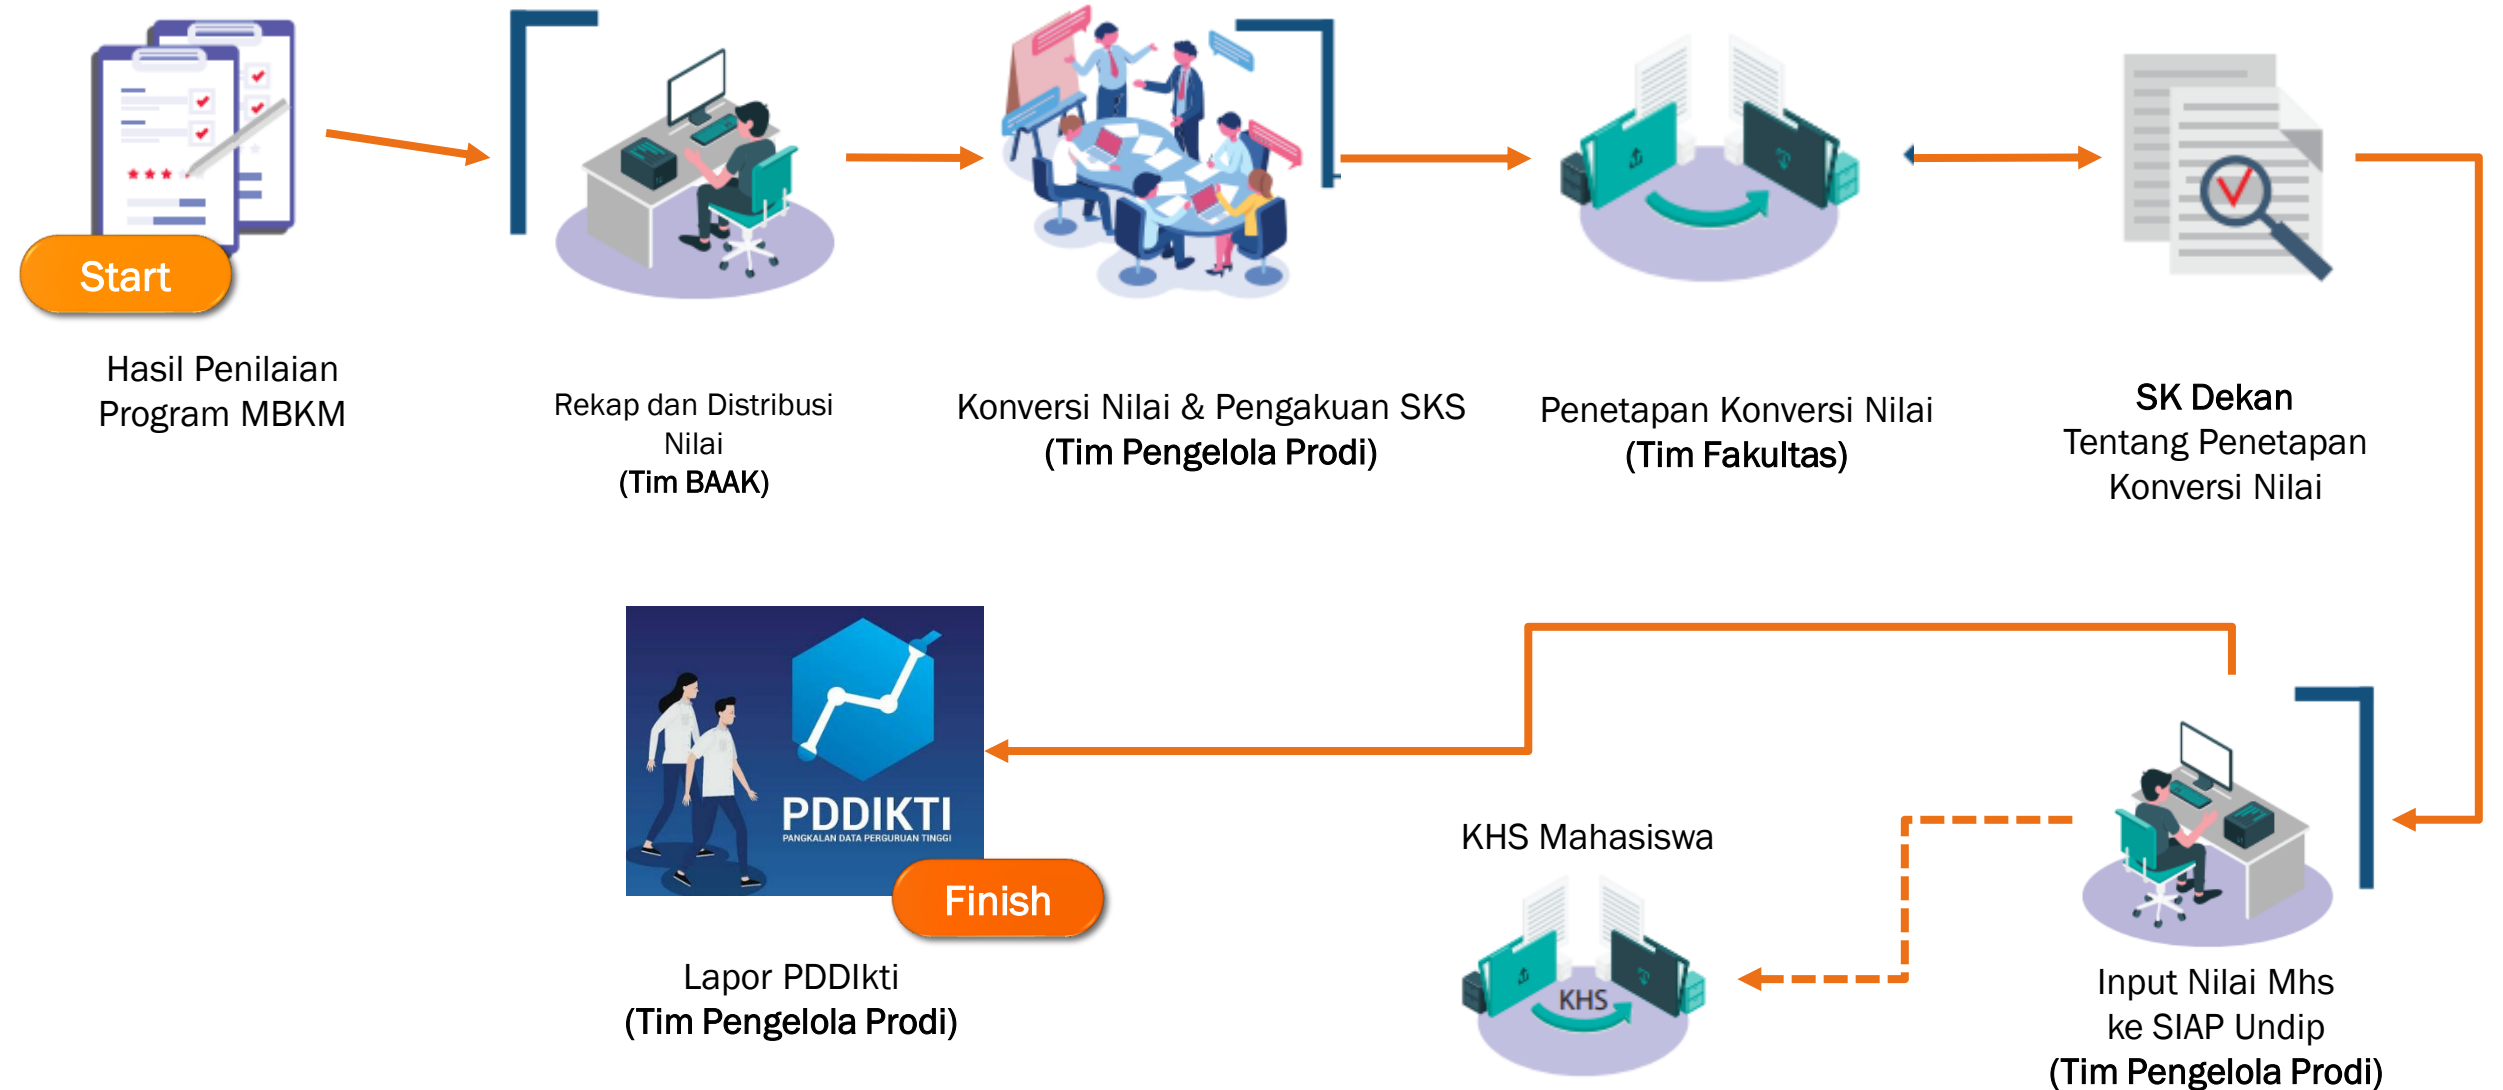 Start
Hasil Penilaian
Program MBKM
Rekap dan Distribusi
Nilai
(Tim BAAK)
Konversi Nilai & Pengakuan SKS
(Tim Pengelola Prodi)
Penetapan Konversi Nilai
(Tim Fakultas)
SK Dekan
Tentang Penetapan
Konversi Nilai
PDDIKTI
PANGKALAN DATA PERGURUAN TINGGI
Finish
Lapor PDDIkti
(Tim Pengelola Prodi)
KHS Mahasiswa
KHS
Input Nilai Mhs
ke SIAP Undip
(Tim Pengelola Prodi)